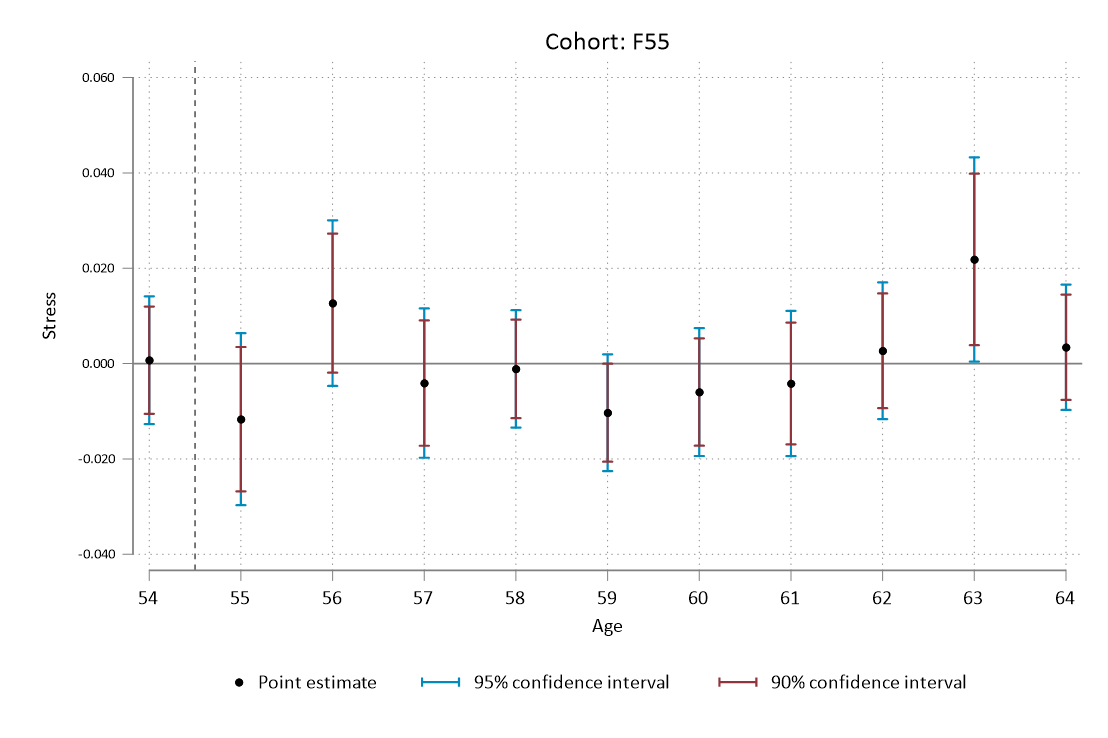 Cohort: F55
0.060
0.040
0.020
0.000
-0.020
-0.040
Stress
54 55 56 57 58 59 60 61 62 63 64
Age
Point estimate 95% confidence interval 90% confidence interval